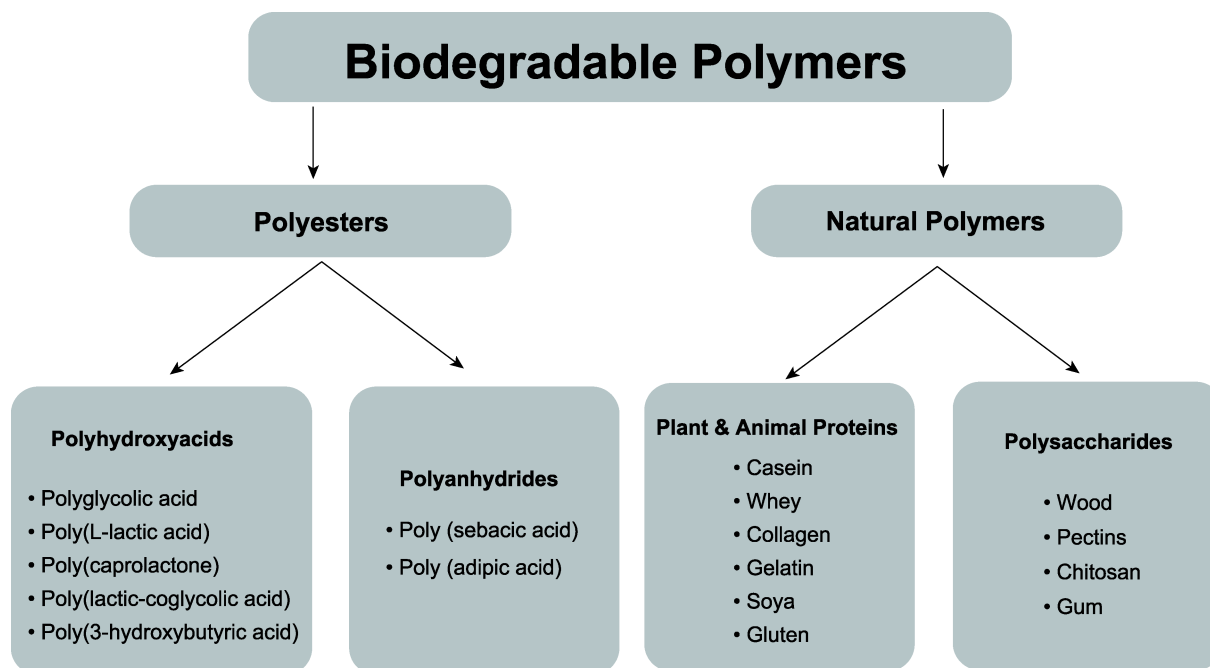 Biodegradable Polymers
Polyesters
Natural Polymers
Polyhydroxyacids
• Polyglycolic acid
• Poly(L-lactic acid)
• Poly(caprolactone)
• Poly(lactic-coglycolic acid)
• Poly(3-hydroxybutyric acid)
Polyanhydrides
• Poly (sebacic acid)
• Poly (adipic acid)
Plant & Animal Proteins
• Casein
• Whey
• Collagen
• Gelatin
• Soya
• Gluten
Polysaccharides
• Wood
• Pectins
• Chitosan
• Gum